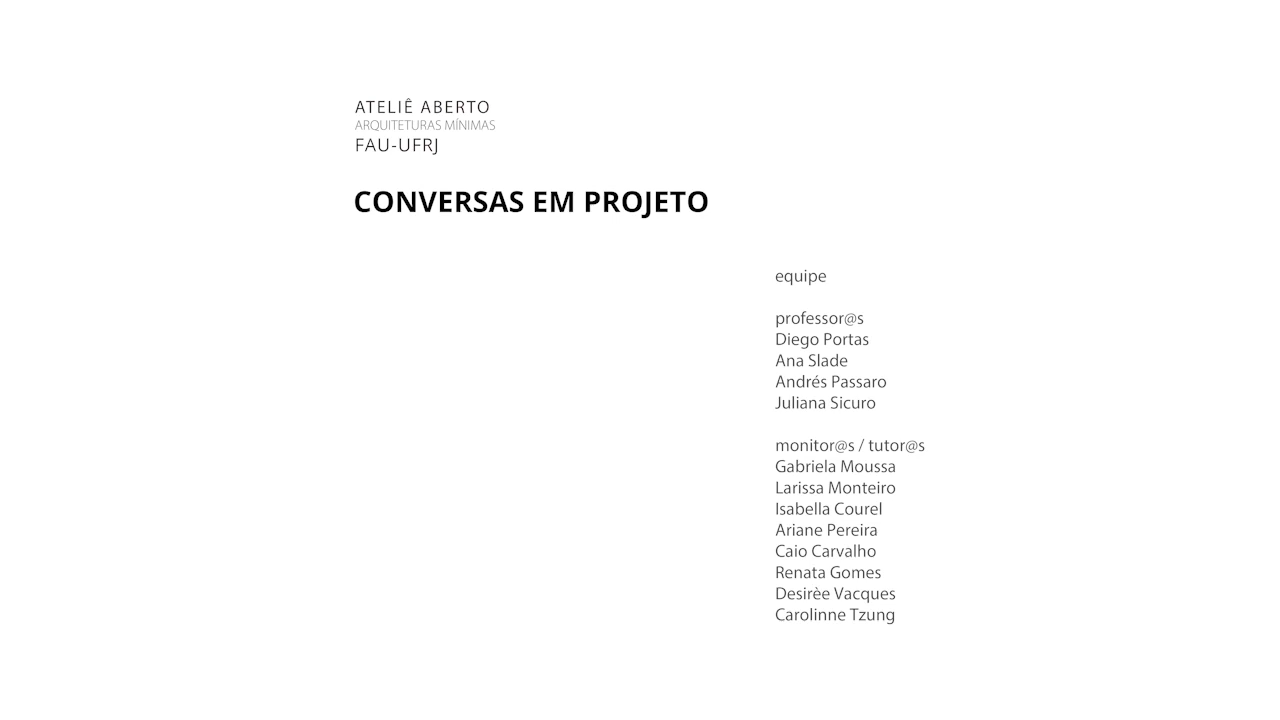 ATELIÊ ABERTO
ARQUITETURAS MÍNIMAS
FAU-UFRJ
CONVERSAS EM PROJETO
equipe
professor@s
Diego Portas
Ana Slade
Andrés Passaro
Juliana Sicuro
monitor@s / tutor@s
Gabriela Moussa
Larissa Monteiro
Isabella Courel
Ariane Pereira
Caio Carvalho
Renata Gomes
Desirèe Vacques
Carolinne Tzung